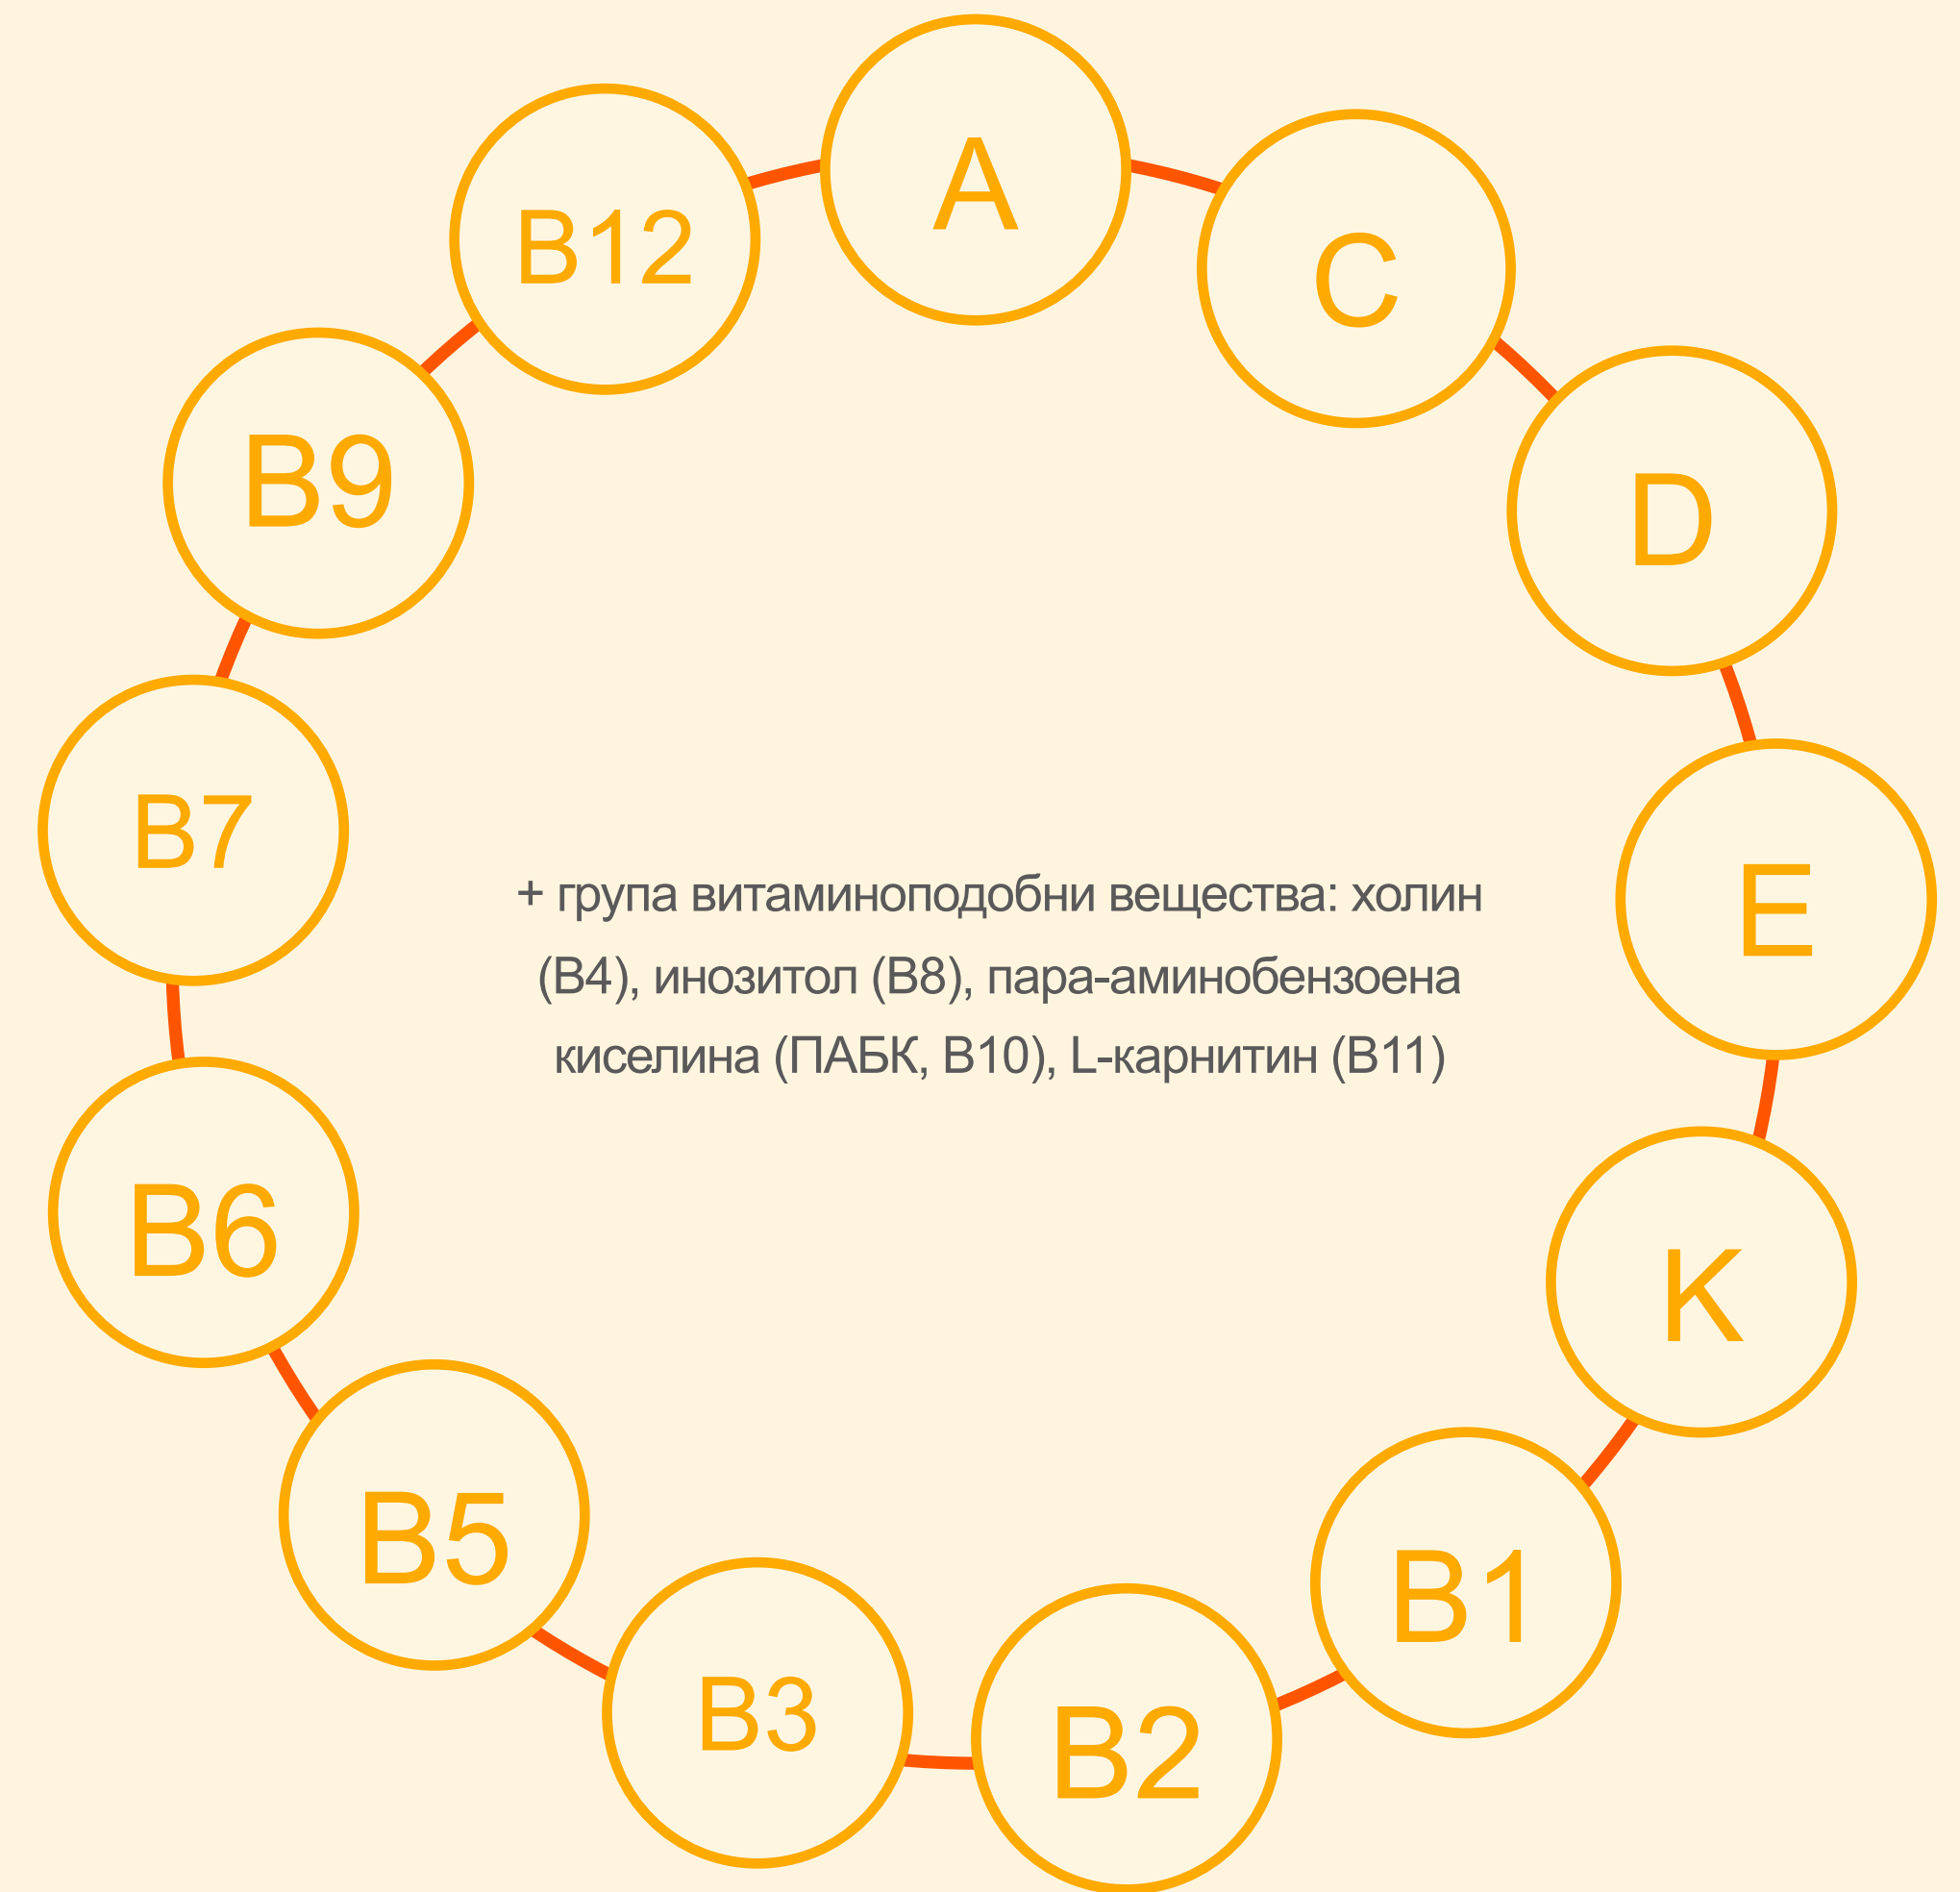 A
C
D
E
K
B1
B2
B3
B5
B6
B7
B9
B12
+ група витаминоподобни вещества: холин
(B4), инозитол (B8), пара-аминобензоена
киселина (ПАБК, B10), L-карнитин (B11)